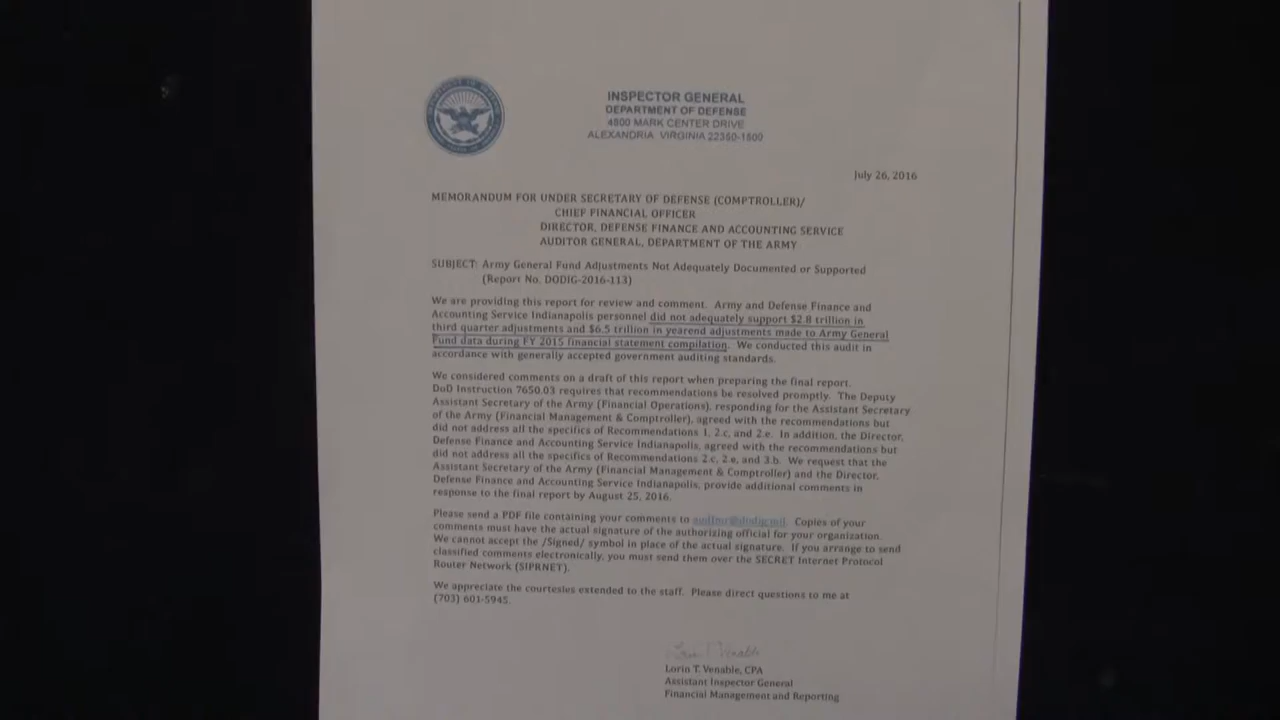 INSPECTOR GENERAL
DEPARTMENT OF DEFENSE
4800 MARK CENTER DRIVE
ALEXANDRIA VIRGINIA 22350-1500
July 26, 2016
MEMORANDUM FOR UNDER SECRETARY OF DEFENSE (COMPTROLLER)/
CHIEF FINANCIAL OFFICER
DIRECTOR, DEFENSE FINANCE AND ACCOUNTING SERVICE
AUDITOR GENERAL, DEPARTMENT OF THE ARMY
SUBJECT: Army General Fund Adjustments Not Adequately Documented or Supported
(Report No. DODIG-2016-113)
We are providing this report for review and comment. Army and Defense Finance and
Accounting Service Indianapolis personnel did not adequately support $2.8 trillion in
third quarter adjustments and $6.5 trillion in yearend adjustments made to Army General
Fund data during FY 2015 financial statement compilation. We conducted this audit in
accordance with generally accepted government auditing standards.
We considered comments on a draft of this report when preparing the final report.
DoD Instruction 7650.03 requires that recommendations be resolved promptly. The Deputy
Assistant Secretary of the Army (Financial Operations), responding for the Assistant Secretary
of the Army (Financial Management & Comptroller), agreed with the recommendations but
did not address all the specifics of Recommendations 1, 2.c, and 2.e. In addition, the Director,
Defense Finance and Accounting Service Indianapolis, agreed with the recommendations but
did not address all the specifics of Recommendations 2.c, 2.e, and 3.b. We request that the
Assistant Secretary of the Army (Financial Management & Comptroller) and the Director,
Defense Finance and Accounting Service Indianapolis, provide additional comments in
response to the final report by August 25, 2016.
Please send a PDF file containing your comments to Copies of your
comments must have the actual signature of the authorizing official for your organization.
We cannot accept the /Signed/ symbol in place of the actual signature. If you arrange to send
classified comments electronically, you must send them over the SECRET Internet Protocol
Router Network (SIPRNET).
We appreciate the courtesies extended to the staff. Please direct questions to me at
(703) 601-5945.
Lorin T. Venable, CPA
Assistant Inspector General
Financial Management and Reporting